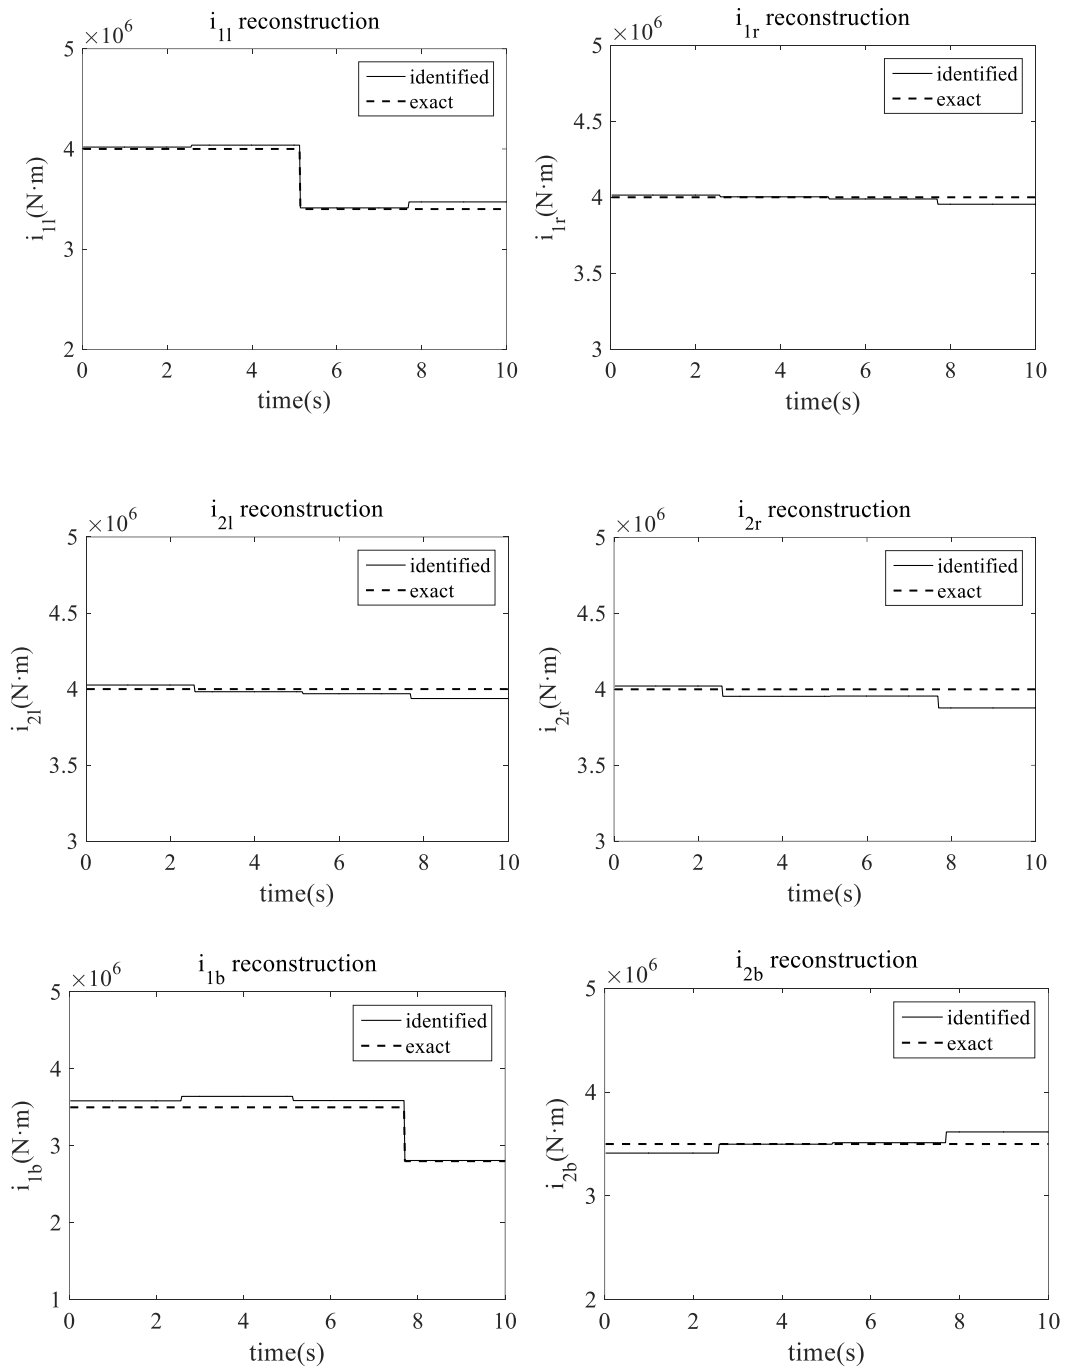 i1l reconstruction
×10^6
5
4
3
2
0 2 4 6 8 10
i1l(N·m)
time(s)
identified
exact
i1r reconstruction
×10^6
5
4.5
4
3.5
3
0 2 4 6 8 10
i1r(N·m)
time(s)
identified
exact
i2l reconstruction
×10^6
5
4.5
4
3.5
3
0 2 4 6 8 10
i2l(N·m)
time(s)
identified
exact
i2r reconstruction
×10^6
5
4.5
4
3.5
3
0 2 4 6 8 10
i2r(N·m)
time(s)
identified
exact
i1b reconstruction
×10^6
5
4
3
2
1
0 2 4 6 8 10
i1b(N·m)
time(s)
identified
exact
i2b reconstruction
×10^6
5
4
3
2
0 2 4 6 8 10
i2b(N·m)
time(s)
identified
exact